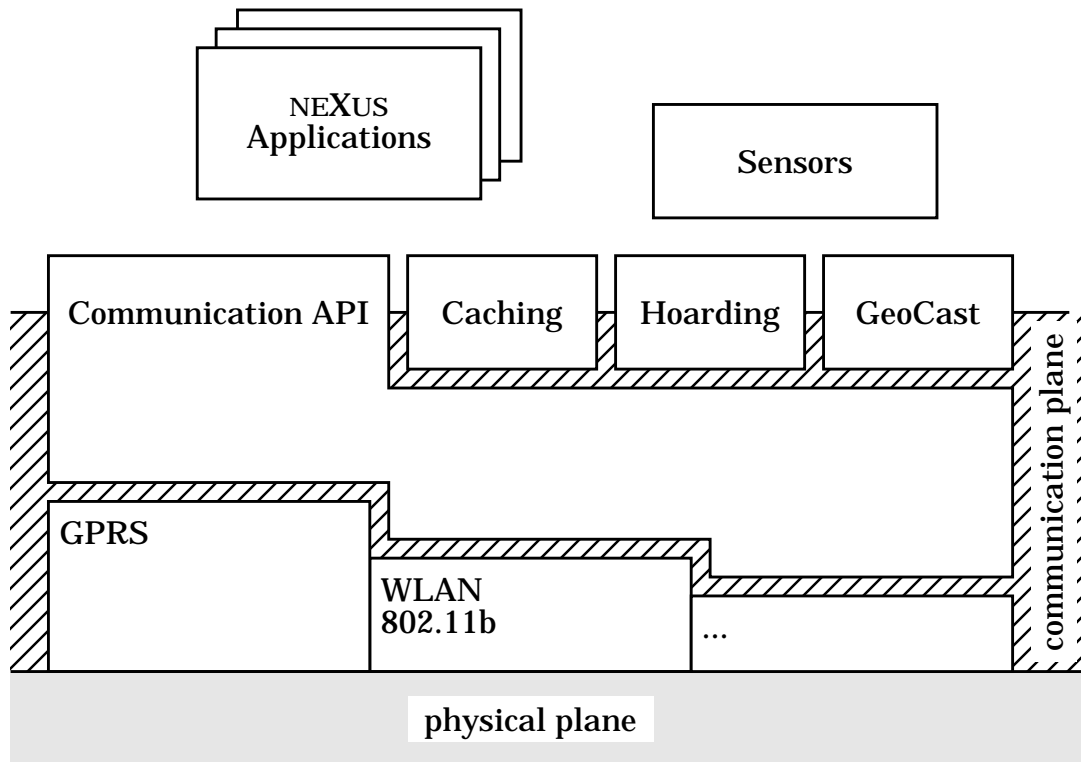 NEXUS
Applications
Sensors
Communication API
Caching
Hoarding
GeoCast
communication plane
GPRS
WLAN
802.11b
...
physical plane